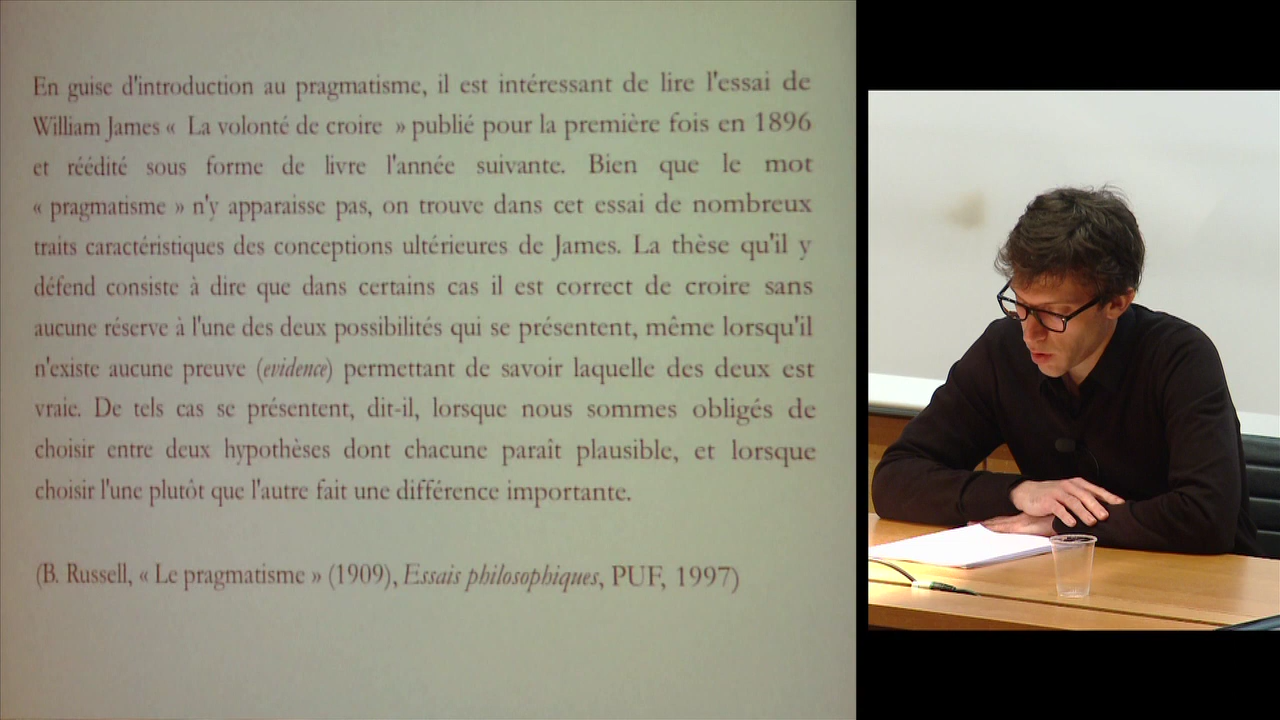 En guise d'introduction au pragmatisme, il est intéressant de lire l'essai de
William James « La volonté de croire » publié pour la première fois en 1896
et réédité sous forme de livre l'année suivante. Bien que le mot
« pragmatisme » n'y apparaisse pas, on trouve dans cet essai de nombreux
traits caractéristiques des conceptions ultérieures de James. La thèse qu'il y
défend consiste à dire que dans certains cas il est correct de croire sans
aucune réserve à l'une des deux possibilités qui se présentent, même lorsqu'il
n'existe aucune preuve (evidence) permettant de savoir laquelle des deux est
vraie. De tels cas se présentent, dit-il, lorsque nous sommes obligés de
choisir entre deux hypothèses dont chacune paraît plausible, et lorsque
choisir l'une plutôt que l'autre fait une différence importante.
(B. Russell, « Le pragmatisme » (1909), Essais philosophiques, PUF, 1997)